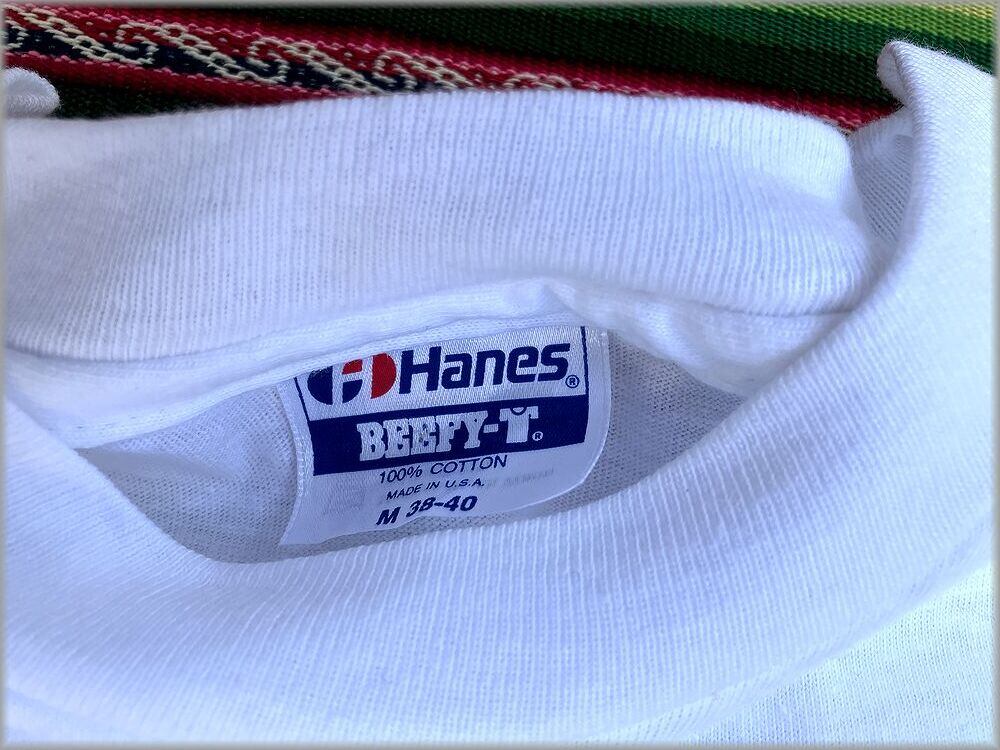 Hanes®
BEEFY-T®
100% COTTON
MADE IN U.S.A.
M 38-40